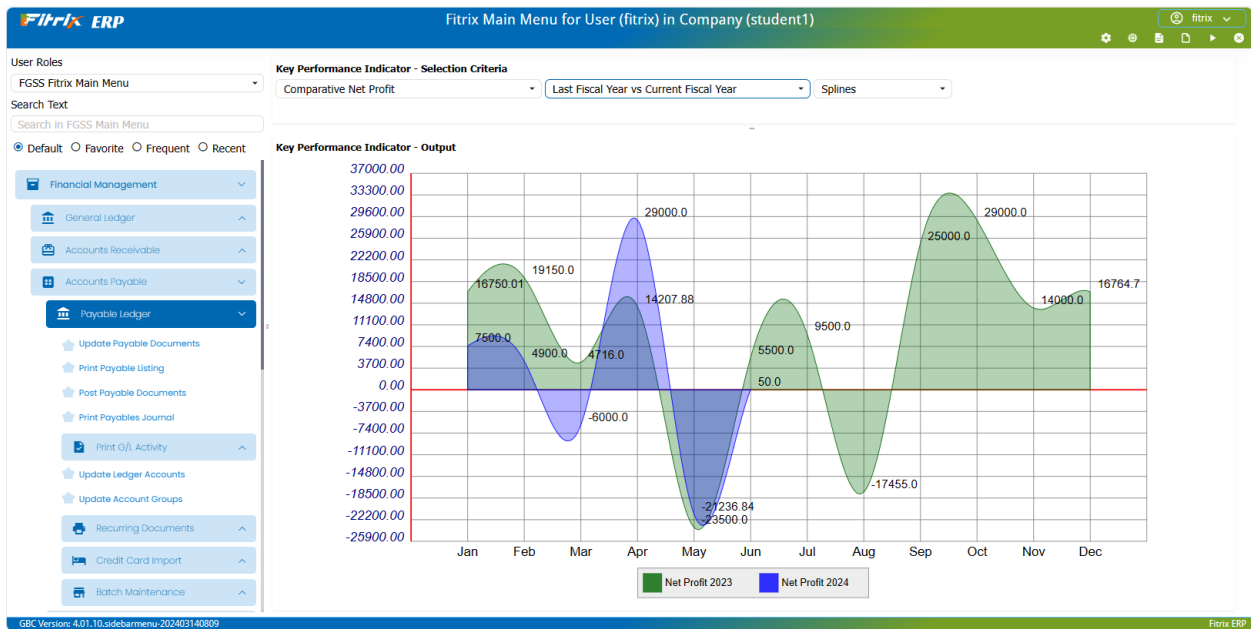 Fitrix ERP
Fitrix Main Menu for User (fitrix) in Company (student1)
fitrix
User Roles
FGSS Fitrix Main Menu
Search Text
Search in FGSS Main Menu
Default Favorite Frequent Recent
Financial Management
General Ledger
Accounts Receivable
Accounts Payable
Payable Ledger
Update Payable Documents
Print Payable Listing
Post Payable Documents
Print Payables Journal
Print G/L Activity
Update Ledger Accounts
Update Account Groups
Recurring Documents
Credit Card Import
Batch Maintenance
Key Performance Indicator - Selection Criteria
Comparative Net Profit Last Fiscal Year vs Current Fiscal Year Splines
Key Performance Indicator - Output
37000.00
33300.00
29600.00
25900.00
22200.00
18500.00
14800.00
11100.00
7400.00
3700.00
0.00
-3700.00
-7400.00
-11100.00
-14800.00
-18500.00
-22200.00
-25900.00
16750.01
19150.0
4716.0
14207.88
-23500.0
5500.0
9500.0
-17455.0
25000.0
29000.0
14000.0
16764.7
7500.0
4900.0
-6000.0
29000.0
-21236.84
50.0
Jan Feb Mar Apr May Jun Jul Aug Sep Oct Nov Dec
Net Profit 2023 Net Profit 2024
GBC Version: 4.01.10.sidebarmenu-202403140809
Fitrix ERP